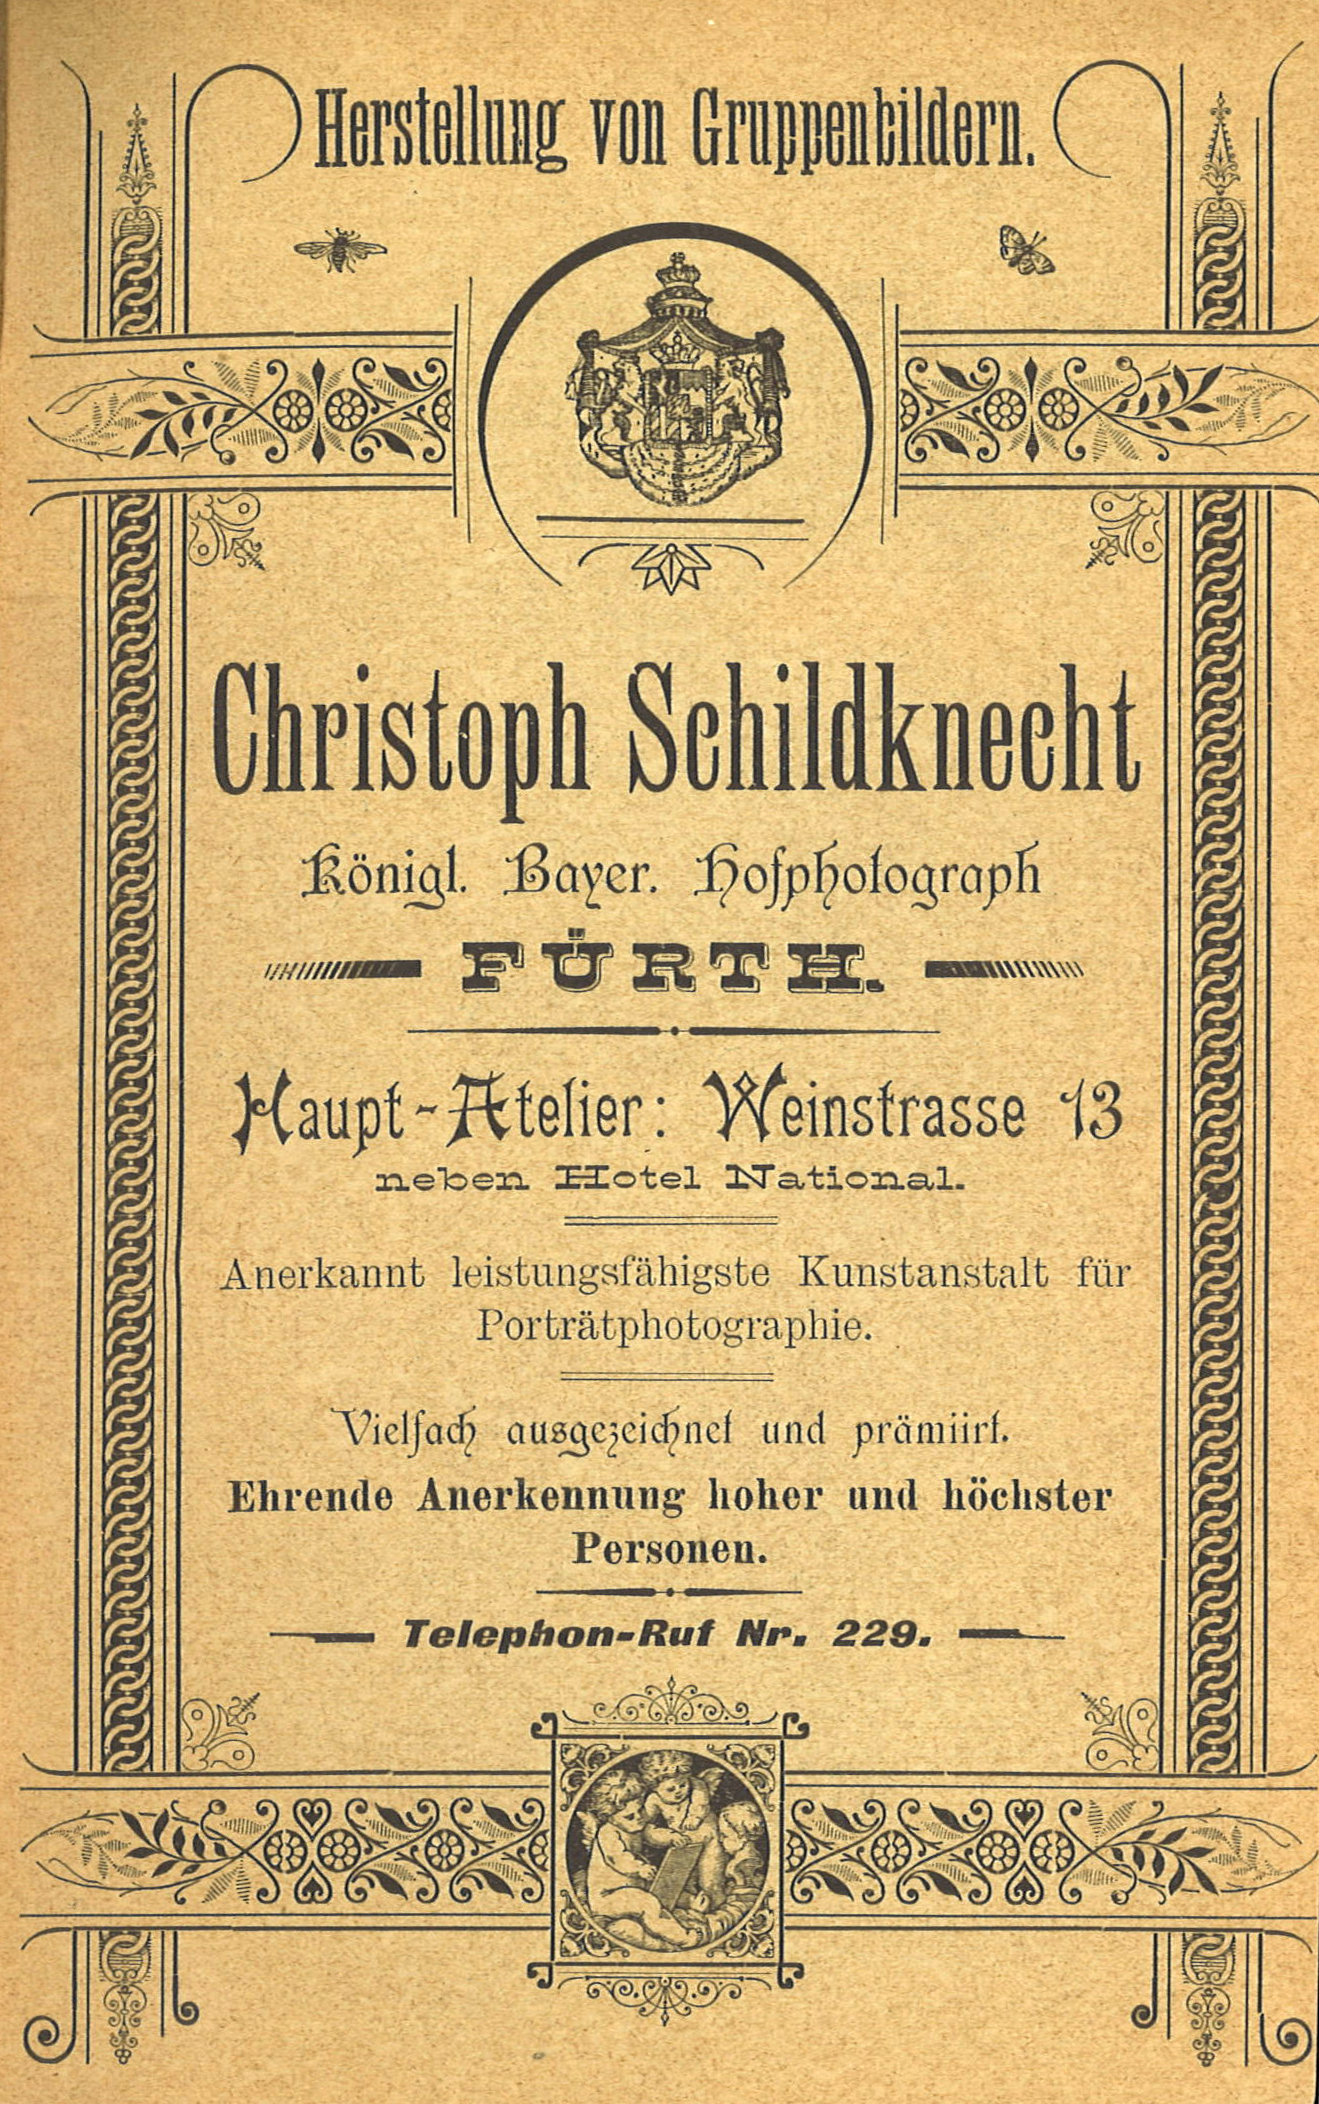 Herstellung von Gruppenbildern.
Christoph Schildknecht
Königl. Bayer. Hofphotograph
FÜRTH.
Haupt-Atelier: Weinstrasse 13
neben Hotel National.
Anerkannt leistungsfähigste Kunstanstalt für
Porträtphotographie.
Vielfach ausgezeichnet und prämiirt.
Ehrende Anerkennung hoher und höchster
Personen.
Telephon-Ruf Nr. 229.